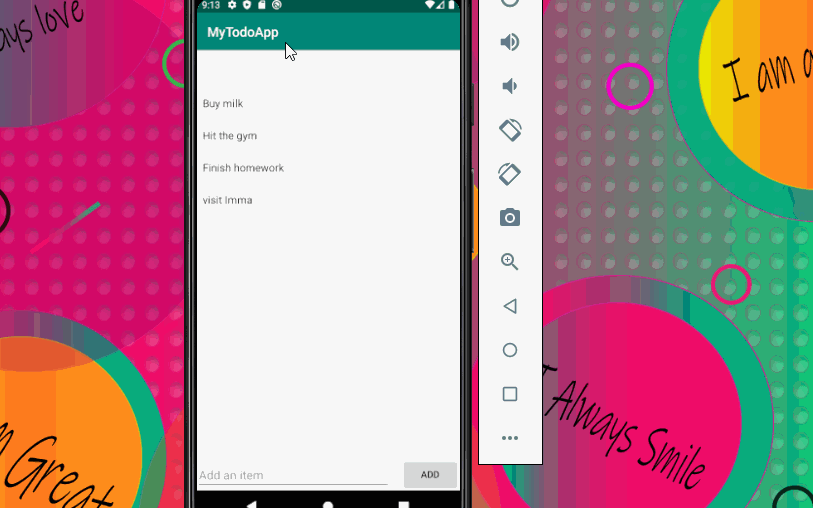 9:13
MyTodoApp
Buy milk
Hit the gym
Finish homework
visit Imma
Add an item
ADD
ays love
I am a
I Always Smile
m Great